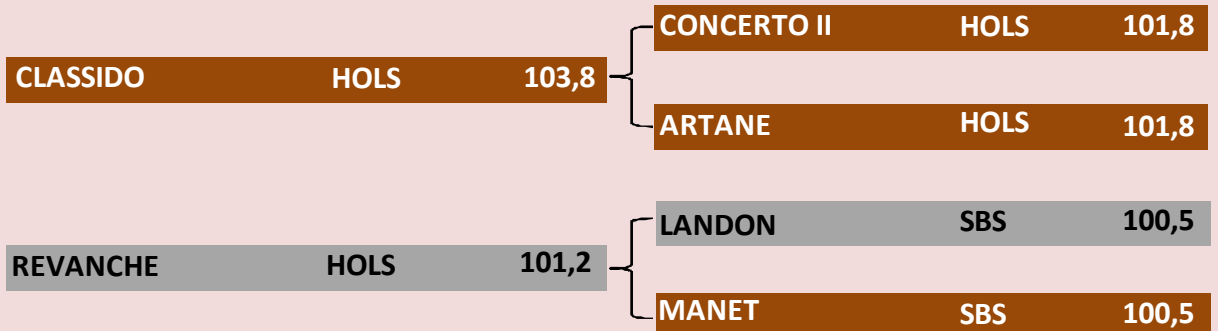 CONCERTO II HOLS 101,8
CLASSIDO HOLS 103,8
ARTANE HOLS 101,8
LANDON SBS 100,5
REVANCHE HOLS 101,2
MANET SBS 100,5